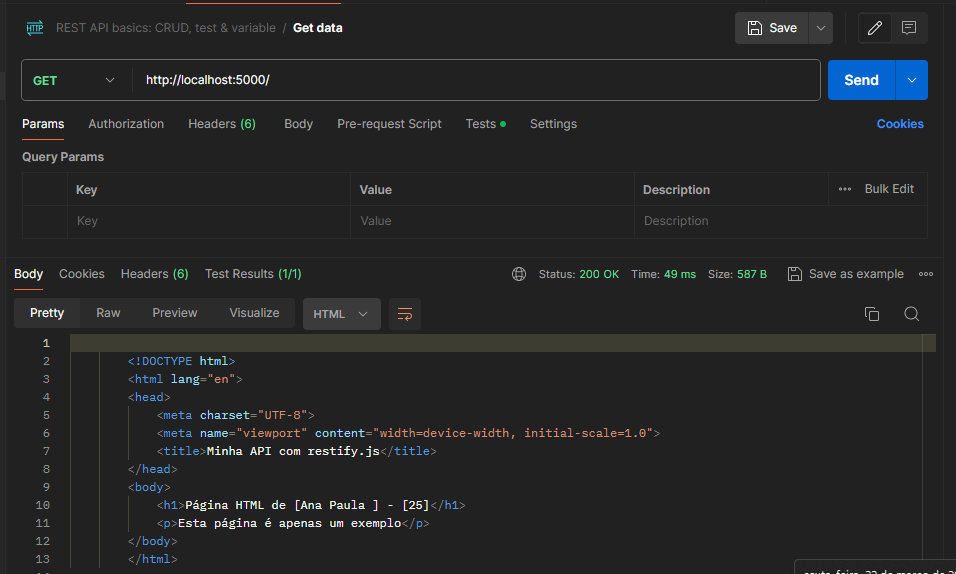 HTTP REST API basics: CRUD, test & variable / Get data Save
GET http://localhost:5000/ Send
Params Authorization Headers (6) Body Pre-request Script Tests Settings Cookies
Query Params
Key Value Description ••• Bulk Edit
Key Value Description
Body Cookies Headers (6) Test Results (1/1) Status: 200 OK Time: 49 ms Size: 587 B Save as example
Pretty Raw Preview Visualize HTML
1
2 <!DOCTYPE html>
3 <html lang="en">
4 <head>
5 <meta charset="UTF-8">
6 <meta name="viewport" content="width=device-width, initial-scale=1.0">
7 <title>Minha API com restify.js</title>
8 </head>
9 <body>
10 <h1>Página HTML de [Ana Paula ] - [25]</h1>
11 <p>Esta página é apenas um exemplo</p>
12 </body>
13 </html>